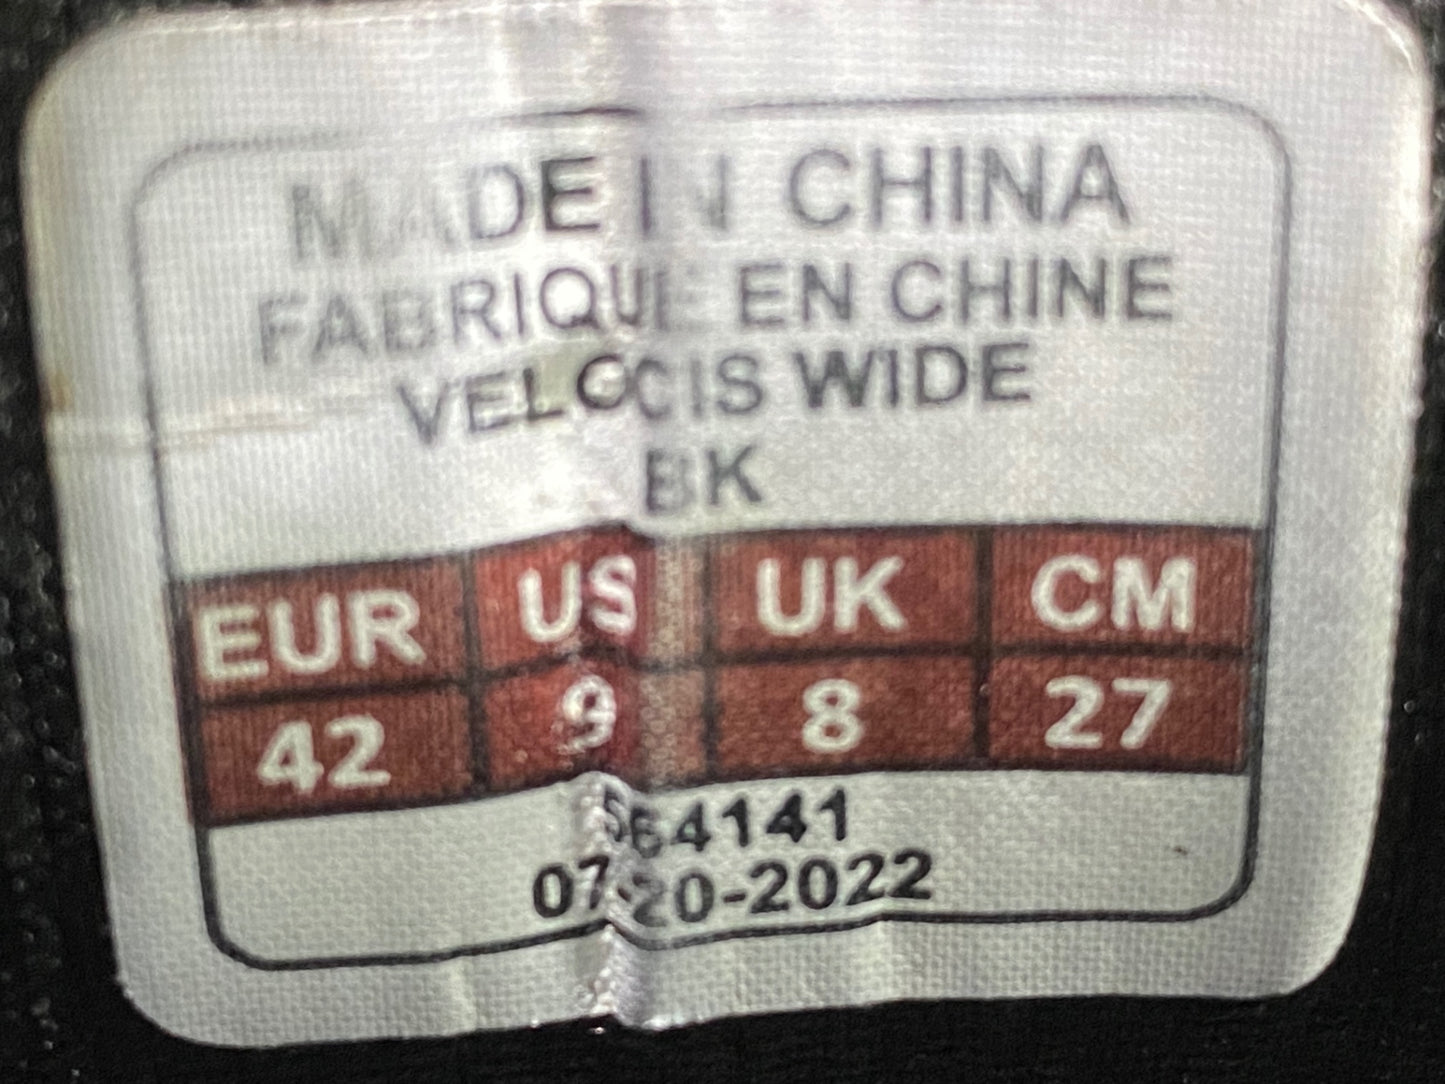 MADE IN CHINA
FABRIQUE EN CHINE
VELOCIS WIDE
BK
EUR US UK CM
42 9 8 27
564141
07-20-2022